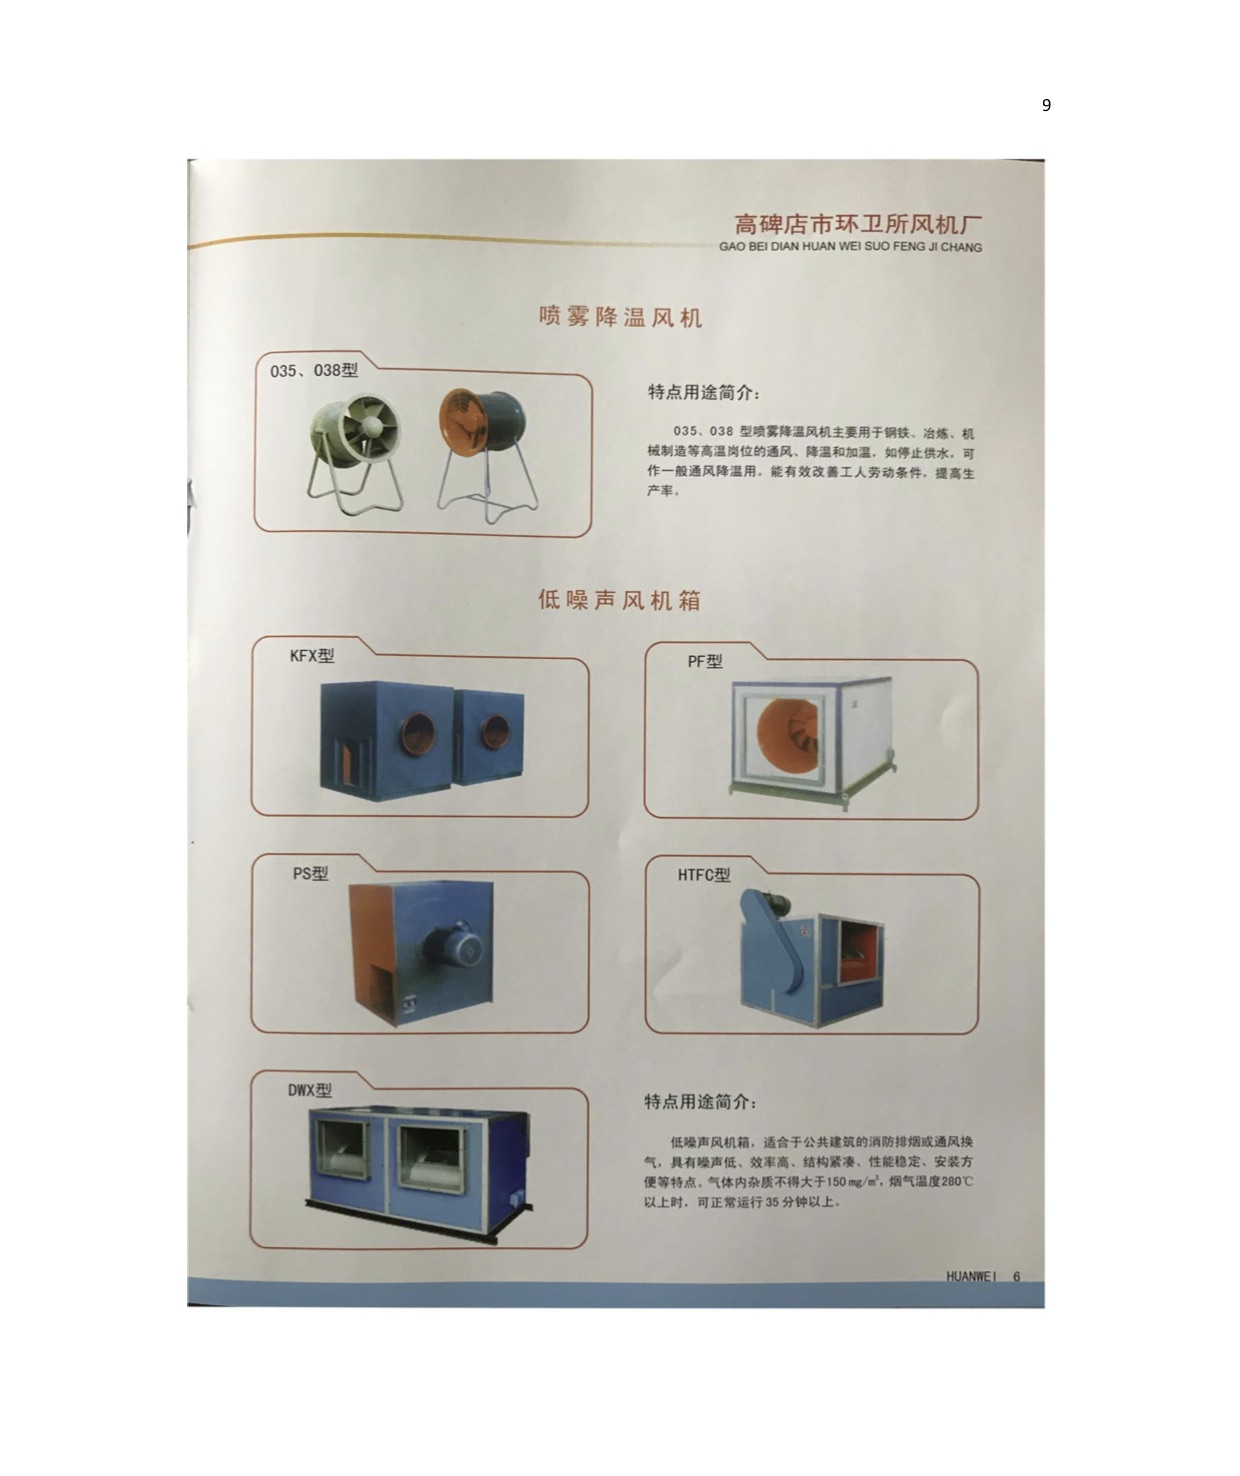 9
高碑店市环卫所风机厂
GAO BEI DIAN HUAN WEI SUO FENG JI CHANG
喷雾降温风机
035、038型
特点用途简介：
035、038 型喷雾降温风机主要用于钢铁、冶炼、机
械制造等高温岗位的通风、降温和加温，如停止供水，可
作一般通风降温用。能有效改善工人劳动条件，提高生
产率。
低噪声风机箱
KFX型
PF型
PS型
HTFC型
DWX型
特点用途简介：
低噪声风机箱，适合于公共建筑的消防排烟或通风换
气，具有噪声低、效率高、结构紧凑、性能稳定、安装方
便等特点。气体内杂质不得大于150㎎/m³，烟气温度280℃
以上时，可正常运行35分钟以上。
HUANWEI 6